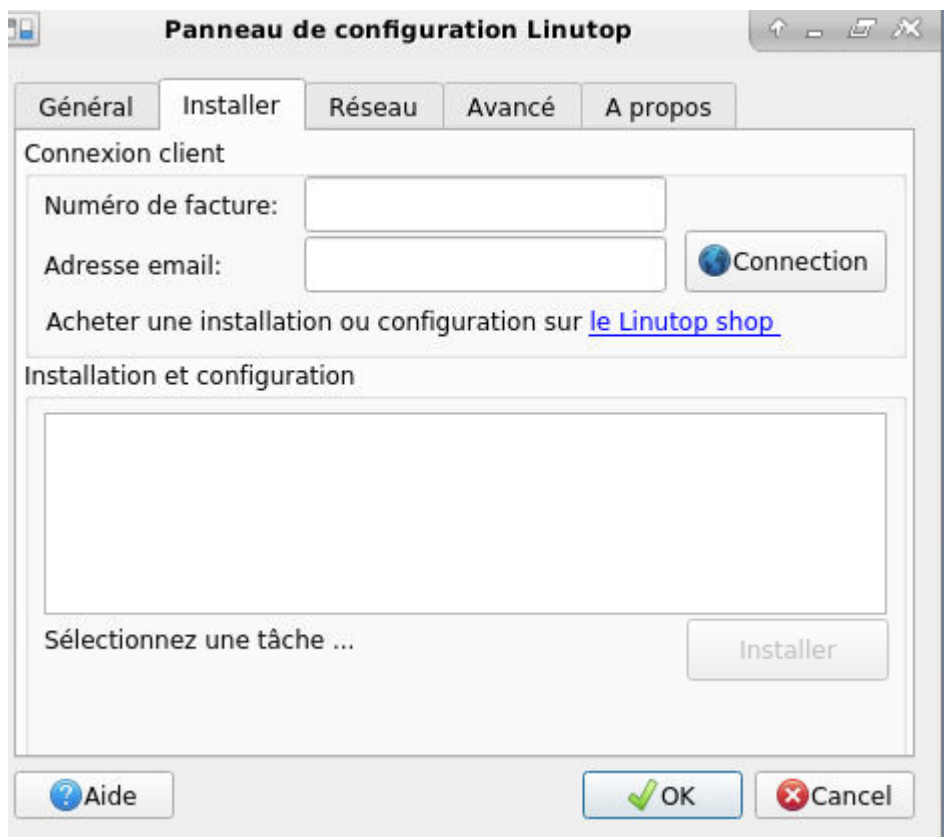 Panneau de configuration Linutop
Général Installer Réseau Avancé A propos
Connexion client
Numéro de facture:
Adresse email:
Connection
Acheter une installation ou configuration sur le Linutop shop
Installation et configuration
Sélectionnez une tâche ...
Installer
Aide OK Cancel